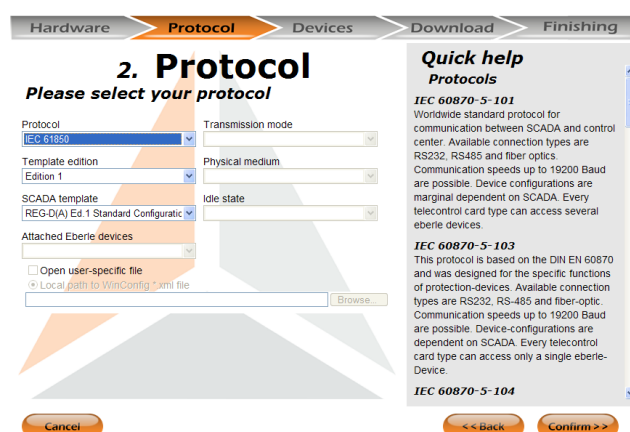 Hardware
Protocol
Devices
Download
Finishing
2. Protocol
Please select your protocol
Protocol
IEC 61850
Transmission mode
Template edition
Edition 1
Physical medium
SCADA template
REG-D(A) Ed.1 Standard Configuratic
Idle state
Attached Eberle devices
Open user-specific file
Local path to WinConfig *.xml file
Browse...
Quick help
Protocols
IEC 60870-5-101
Worldwide standard protocol for
communication between SCADA and control
center. Available connection types are
RS232, RS485 and fiber optics.
Communication speeds up to 19200 Baud
are possible. Device configurations are
marginal dependent on SCADA. Every
telecontrol card type can access several
eberle devices.
IEC 60870-5-103
This protocol is based on the DIN EN 60870
and was designed for the specific functions
of protection-devices. Available connection
types are RS232, RS-485 and fiber-optic.
Communication speeds up to 19200 Baud
are possible. Device-configurations are
dependent on SCADA. Every telecontrol
card type can access only a single eberle-
Device.
IEC 60870-5-104
Cancel
<< Back
Confirm >>